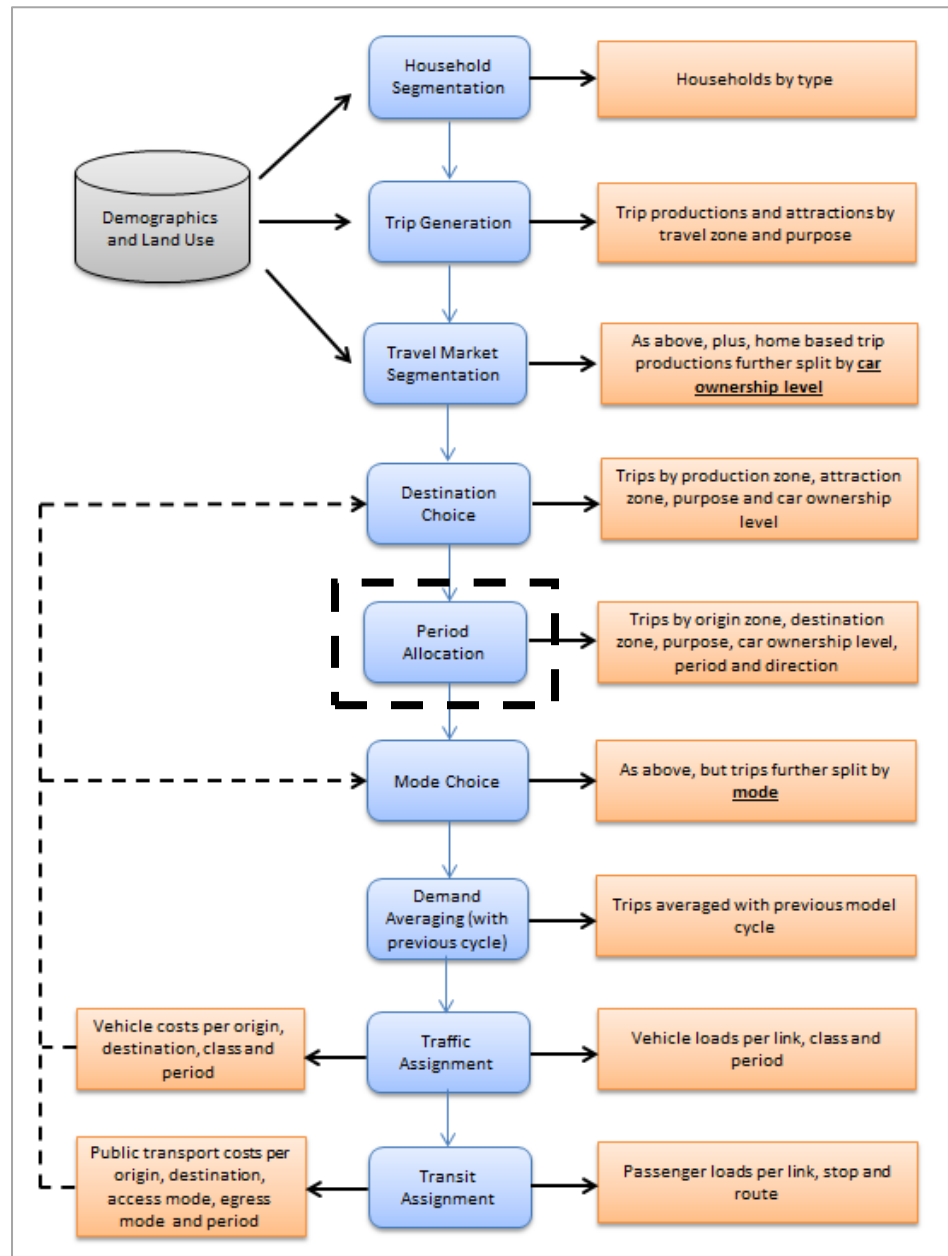 Household
Segmentation
Households by type
Demographics
and Land Use
Trip Generation
Trip productions and attractions by
travel zone and purpose
Travel Market
Segmentation
As above, plus, home based trip
productions further split by car
ownership level
Destination
Choice
Trips by production zone, attraction
zone, purpose and car ownership
level
Period
Allocation
Trips by origin zone, destination
zone, purpose, car ownership level,
period and direction
Mode Choice
As above, but trips further split by
mode
Demand
Averaging (with
previous cycle)
Trips averaged with previous model
cycle
Vehicle costs per origin,
destination, class and
period
Traffic
Assignment
Vehicle loads per link, class and
period
Public transport costs per
origin, destination,
access mode, egress
mode and period
Transit
Assignment
Passenger loads per link, stop and
route